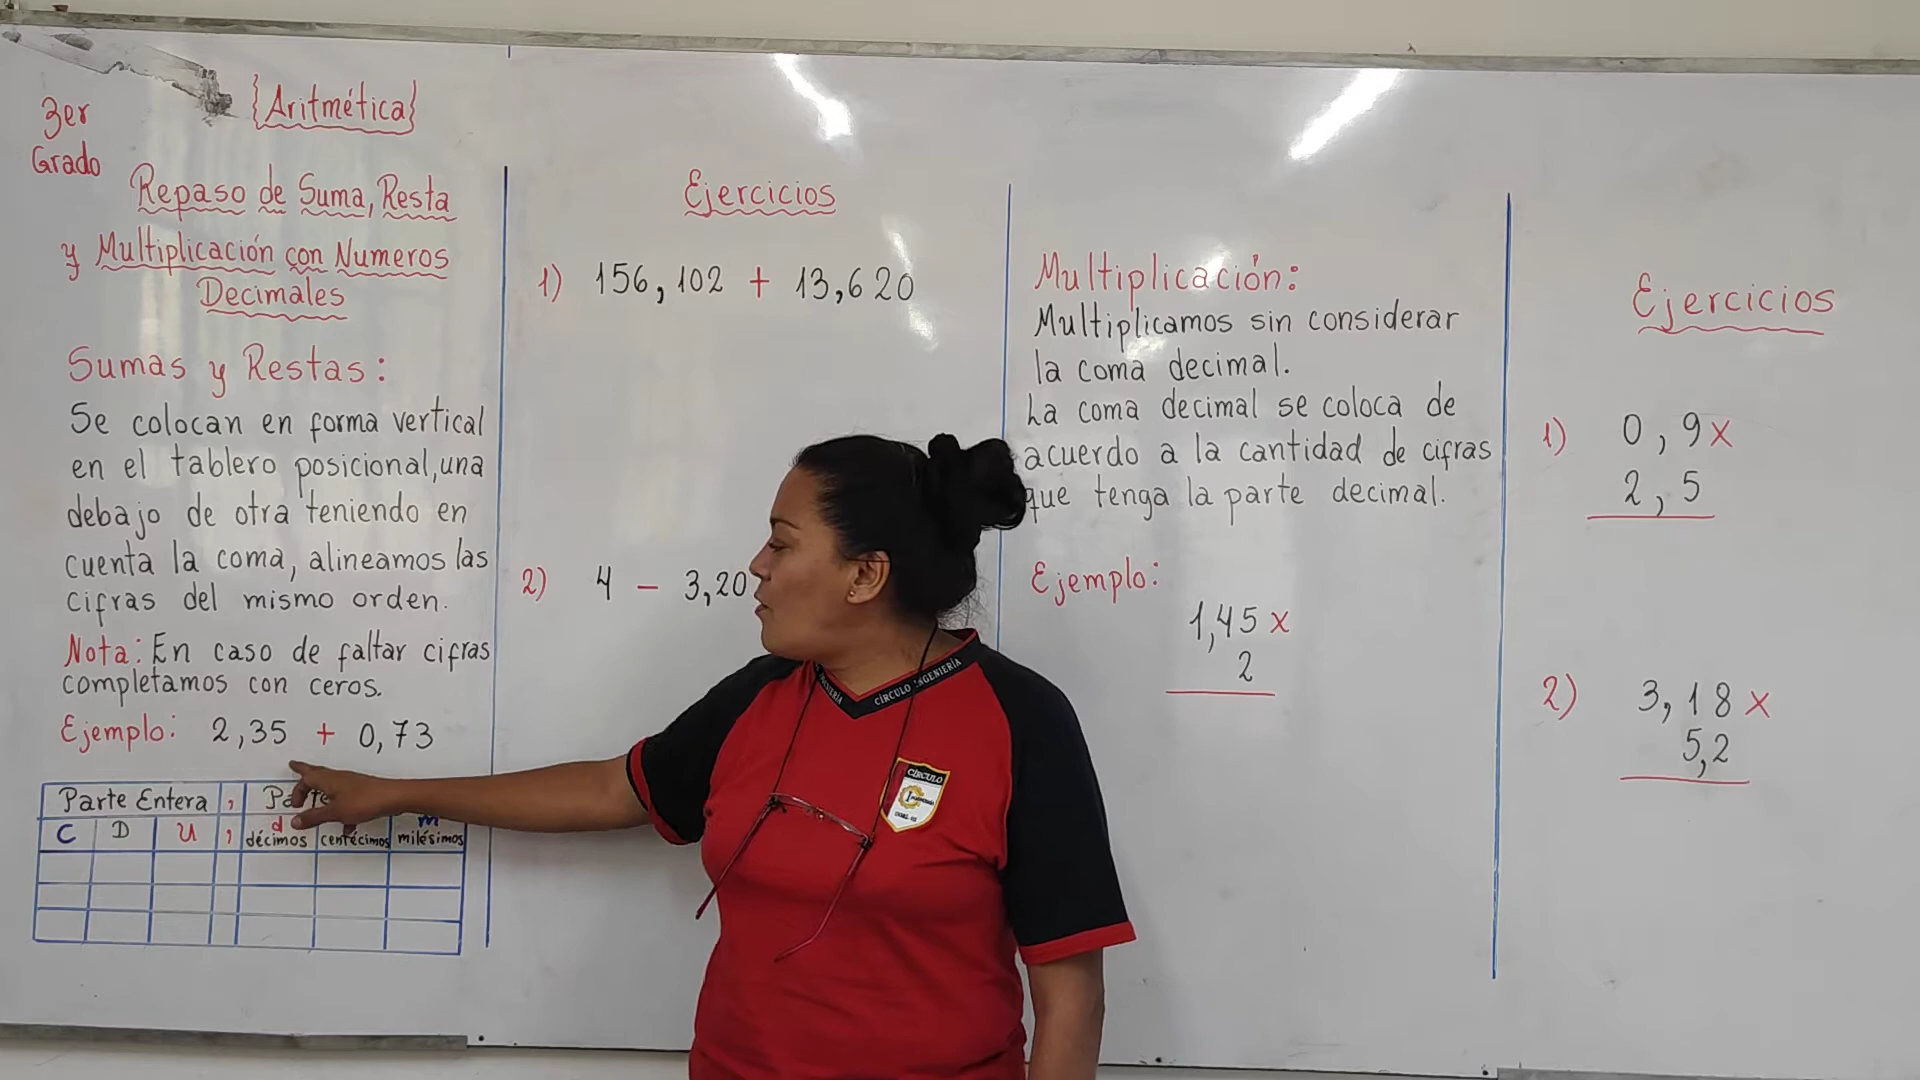 3er
Grado
{Aritmética}
Repaso de Suma, Resta
y Multiplicación con Numeros
Decimales
Sumas y Restas:
Se colocan en forma vertical
en el tablero posicional, una
debajo de otra teniendo en
cuenta la coma, alineamos las
cifras del mismo orden.
Nota: En caso de faltar cifras
completamos con ceros.
Ejemplo: 2,35 + 0,73
Parte Entera , Parte
C D U , d m
décimos centécimos milésimos
Ejercicios
1) 156,102 + 13,620
2) 4 - 3,20
Multiplicación:
Multiplicamos sin considerar
la coma decimal.
La coma decimal se coloca de
acuerdo a la cantidad de cifras
que tenga la parte decimal.
Ejemplo:
1,45 x
2
Ejercicios
1) 0,9 x
2,5
2) 3,18 x
5,2
CÍRCULO INGENIERÍA
CÍRCULO